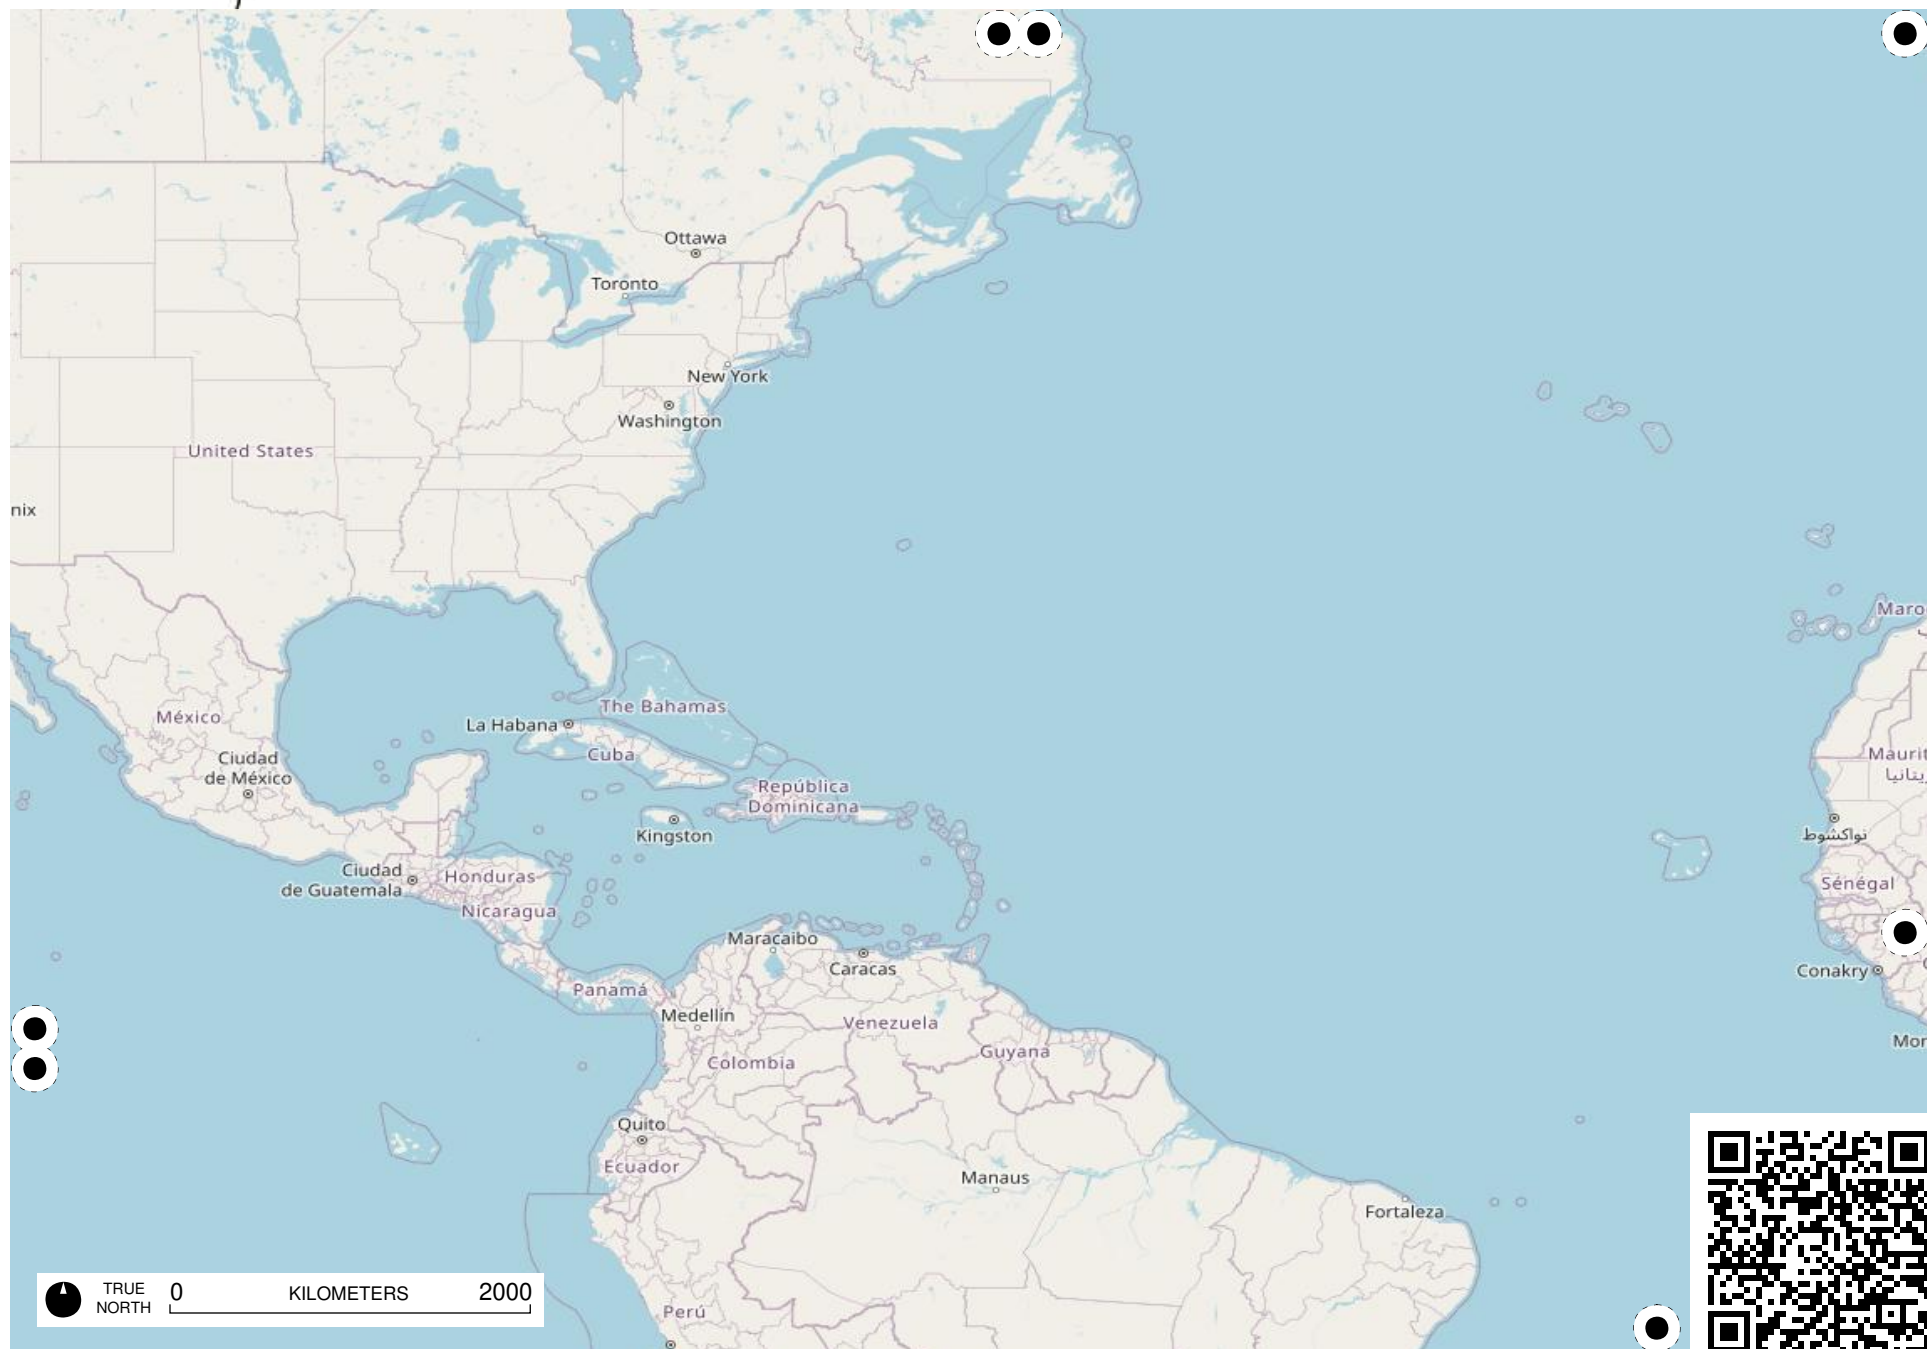 Ottawa
Toronto
New York
Washington
United States
nix
Maro
The Bahamas
México
La Habana
Cuba
Ciudad
de México
República
Dominicana
Maurit
Kingston
نواكشوط
Ciudad
de Guatemala
Honduras
Sénégal
Nicaragua
Maracaibo
Caracas
Conakry
Panamá
Medellín
Venezuela
Mor
Guyana
Colombia
Quito
Ecuador
Manaus
Fortaleza
TRUE
NORTH
0 KILOMETERS 2000
Perú